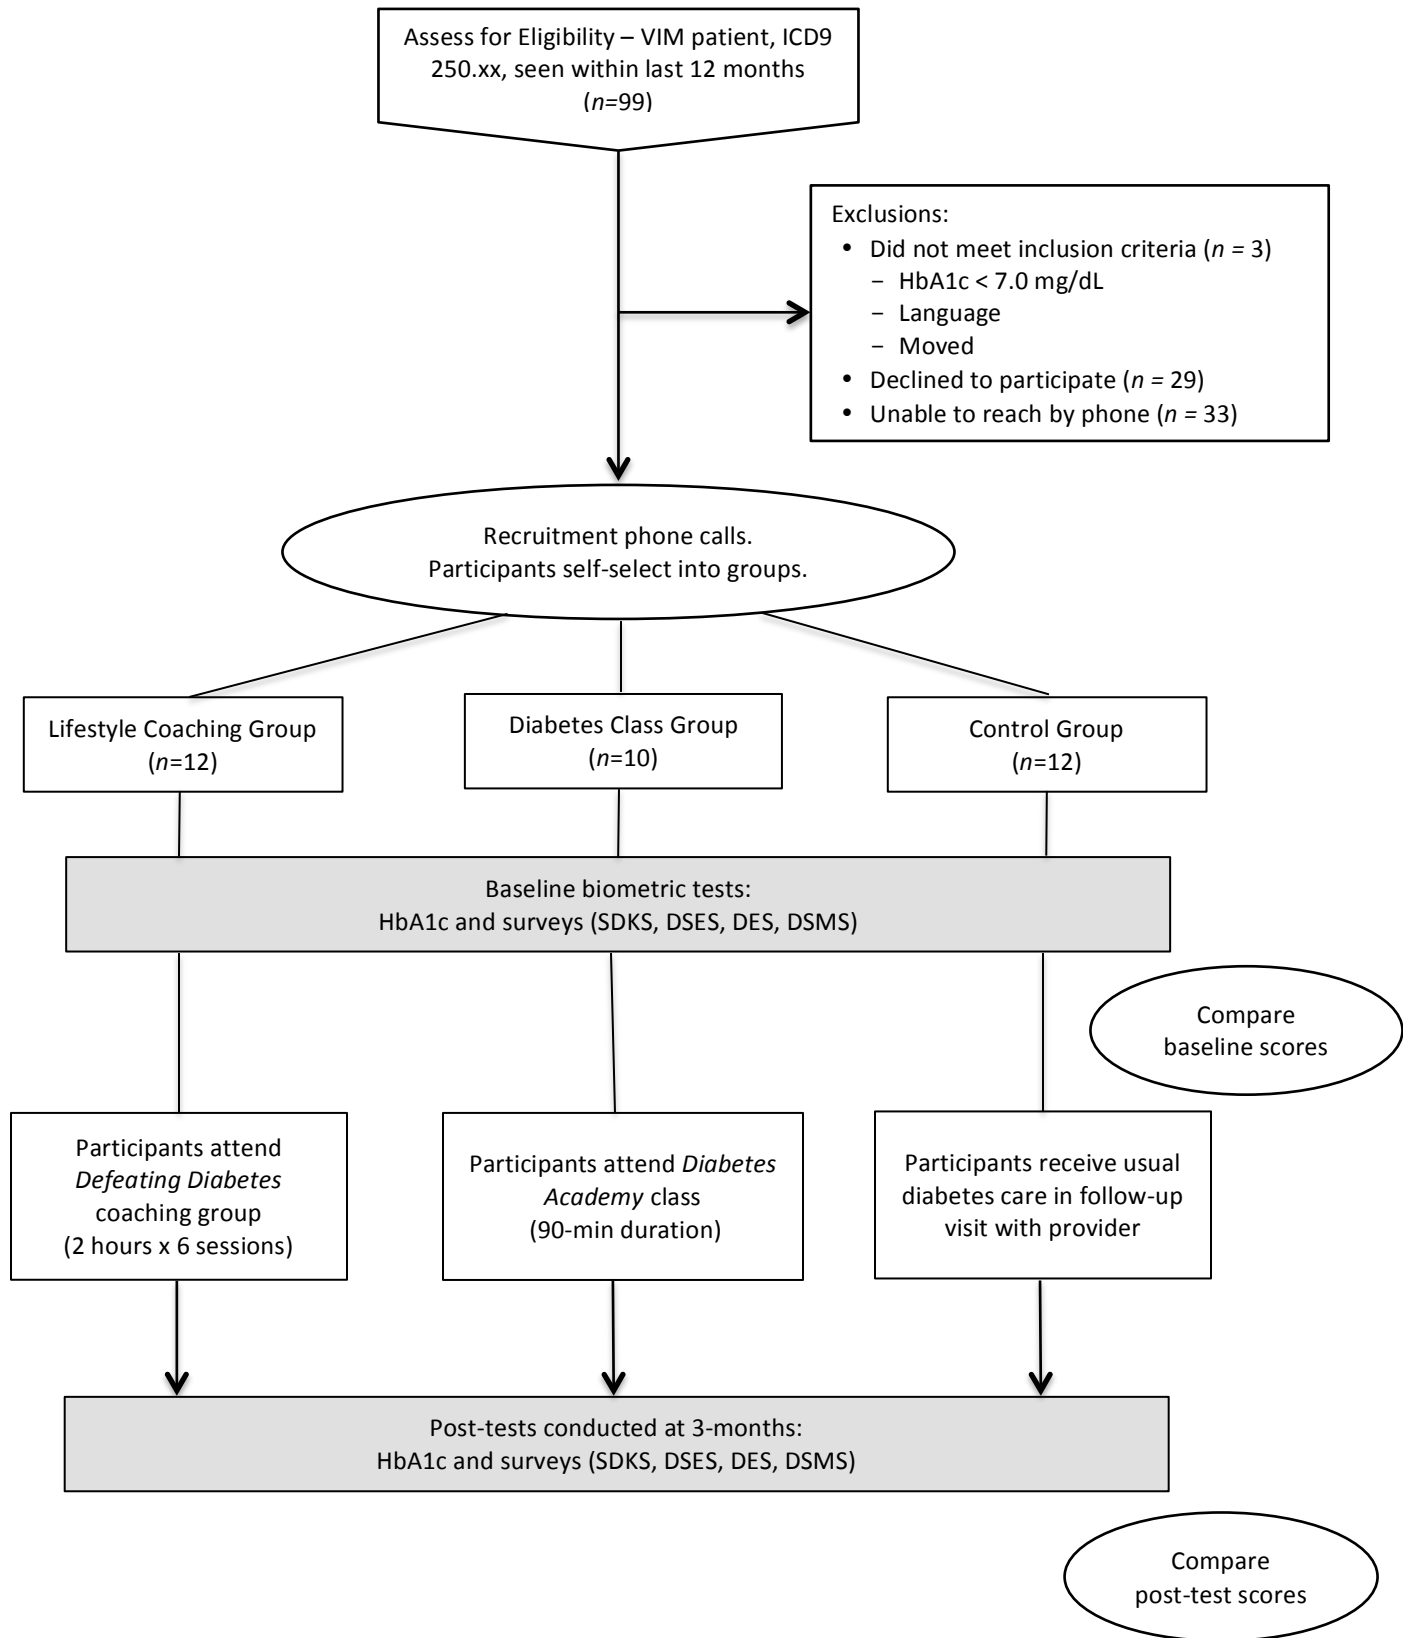 Assess for Eligibility – VIM patient, ICD9
250.xx, seen within last 12 months
(n=99)
Exclusions:
• Did not meet inclusion criteria (n = 3)
– HbA1c < 7.0 mg/dL
– Language
– Moved
• Declined to participate (n = 29)
• Unable to reach by phone (n = 33)
Recruitment phone calls.
Participants self-select into groups.
Lifestyle Coaching Group
(n=12)
Diabetes Class Group
(n=10)
Control Group
(n=12)
Baseline biometric tests:
HbA1c and surveys (SDKS, DSES, DES, DSMS)
Compare
baseline scores
Participants attend
Defeating Diabetes
coaching group
(2 hours x 6 sessions)
Participants attend Diabetes
Academy class
(90-min duration)
Participants receive usual
diabetes care in follow-up
visit with provider
Post-tests conducted at 3-months:
HbA1c and surveys (SDKS, DSES, DES, DSMS)
Compare
post-test scores